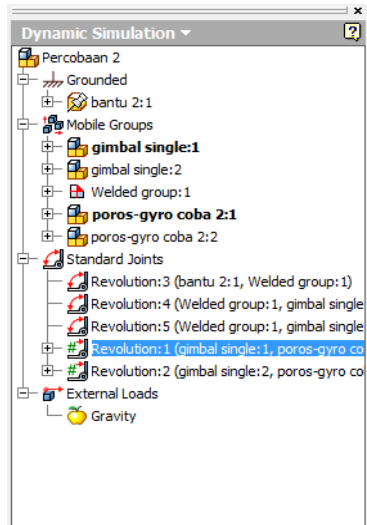 Dynamic Simulation
Percobaan 2
Grounded
bantu 2:1
Mobile Groups
gimbal single:1
gimbal single:2
Welded group:1
poros-gyro coba 2:1
poros-gyro coba 2:2
Standard Joints
Revolution:3 (bantu 2:1, Welded group:1)
Revolution:4 (Welded group:1, gimbal single
Revolution:5 (Welded group:1, gimbal single
Revolution:1 (gimbal single:1, poros-gyro co
Revolution:2 (gimbal single:2, poros-gyro co
External Loads
Gravity